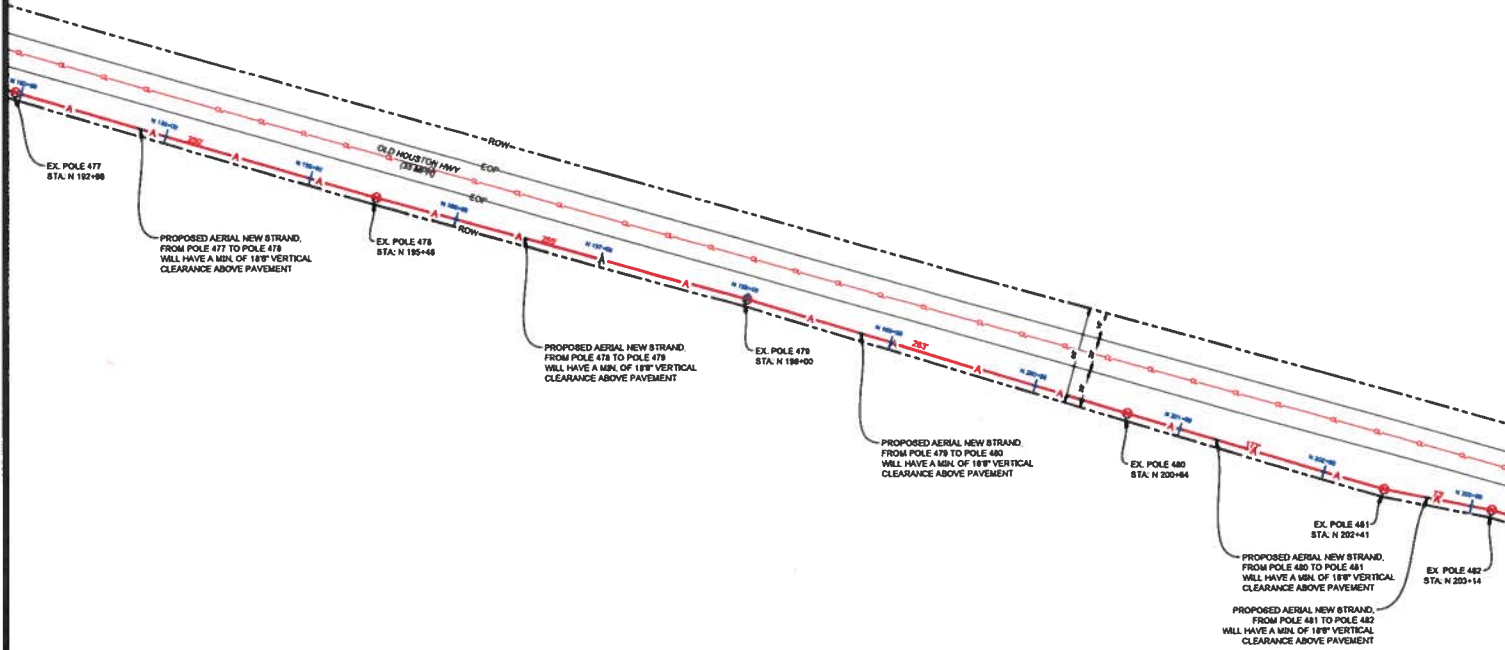 ROW
OLD HOUSTON HWY
EOP
EOP
ROW
EX. POLE 477
STA: N 192+96
PROPOSED AERIAL NEW STRAND,
FROM POLE 477 TO POLE 478
WILL HAVE A MIN. OF 18'6" VERTICAL
CLEARANCE ABOVE PAVEMENT
EX. POLE 478
STA: N 195+46
PROPOSED AERIAL NEW STRAND,
FROM POLE 478 TO POLE 479
WILL HAVE A MIN. OF 18'6" VERTICAL
CLEARANCE ABOVE PAVEMENT
EX. POLE 479
STA: N 198+00
263'
PROPOSED AERIAL NEW STRAND,
FROM POLE 479 TO POLE 480
WILL HAVE A MIN. OF 18'6" VERTICAL
CLEARANCE ABOVE PAVEMENT
EX. POLE 480
STA: N 200+64
177'
PROPOSED AERIAL NEW STRAND,
FROM POLE 480 TO POLE 481
WILL HAVE A MIN. OF 18'6" VERTICAL
CLEARANCE ABOVE PAVEMENT
EX. POLE 481
STA: N 202+41
PROPOSED AERIAL NEW STRAND,
FROM POLE 481 TO POLE 482
WILL HAVE A MIN. OF 18'6" VERTICAL
CLEARANCE ABOVE PAVEMENT
EX. POLE 482
STA: N 203+14